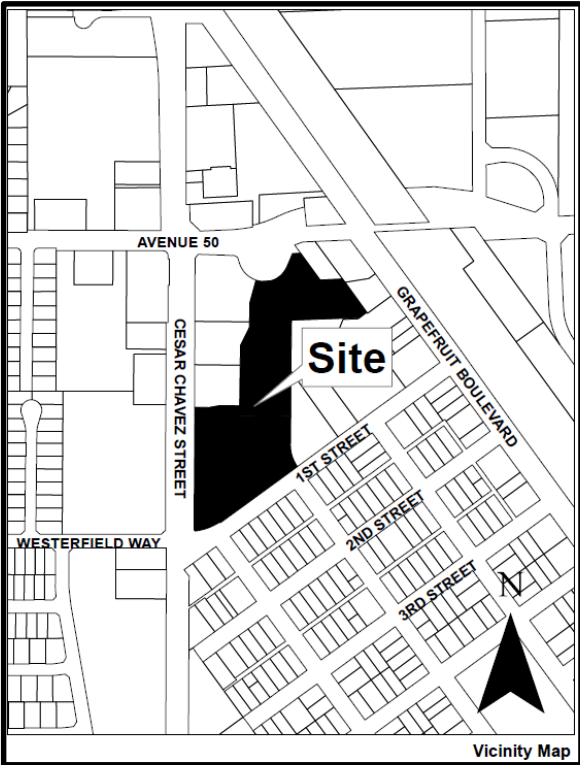 AVENUE 50
GRAPEFRUIT BOULEVARD
CESAR CHAVEZ STREET
Site
1ST STREET
2ND STREET
WESTERFIELD WAY
3RD STREET
N
Vicinity Map